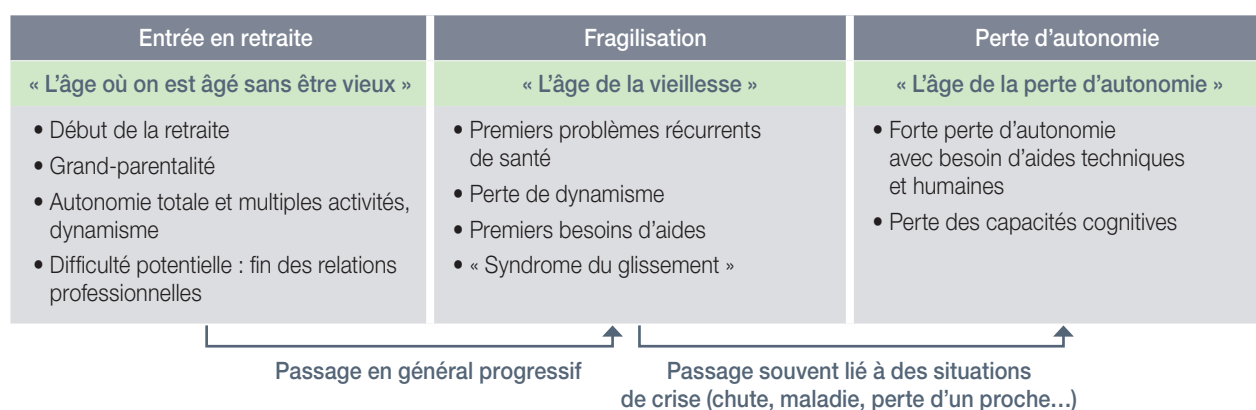 Entrée en retraite
« L'âge où on est âgé sans être vieux »
• Début de la retraite
• Grand-parentalité
• Autonomie totale et multiples activités,
dynamisme
• Difficulté potentielle : fin des relations
professionnelles
Fragilisation
« L'âge de la vieillesse »
• Premiers problèmes récurrents
de santé
• Perte de dynamisme
• Premiers besoins d'aides
• « Syndrome du glissement »
Perte d'autonomie
« L'âge de la perte d'autonomie »
• Forte perte d'autonomie
avec besoin d'aides techniques
et humaines
• Perte des capacités cognitives
Passage en général progressif
Passage souvent lié à des situations
de crise (chute, maladie, perte d'un proche…)